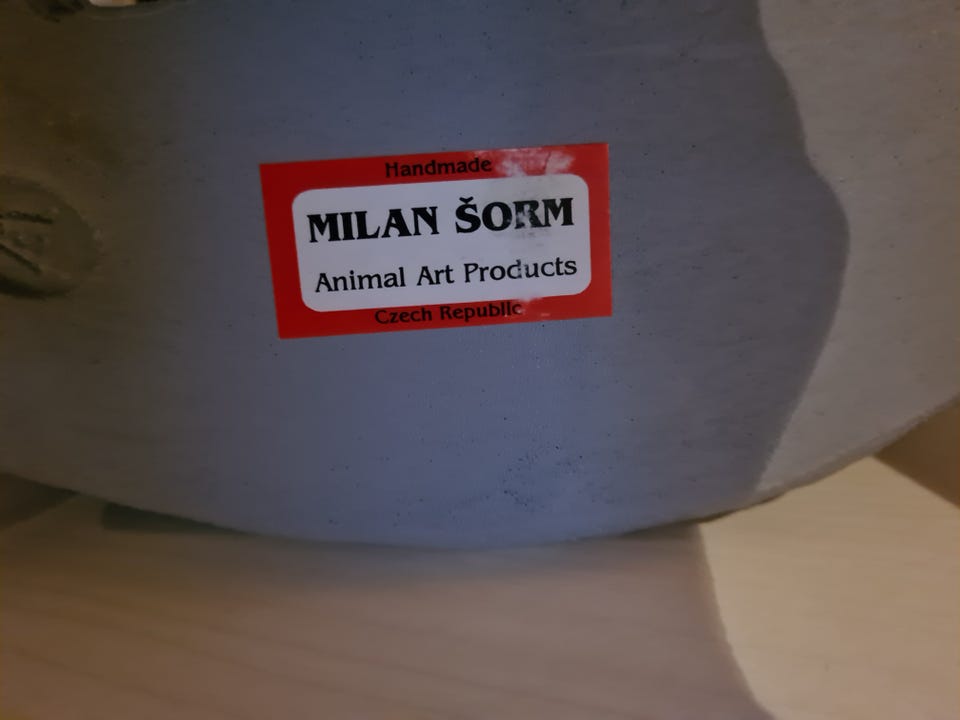 Handmade
MILAN ŠORM
Animal Art Products
Czech Republic